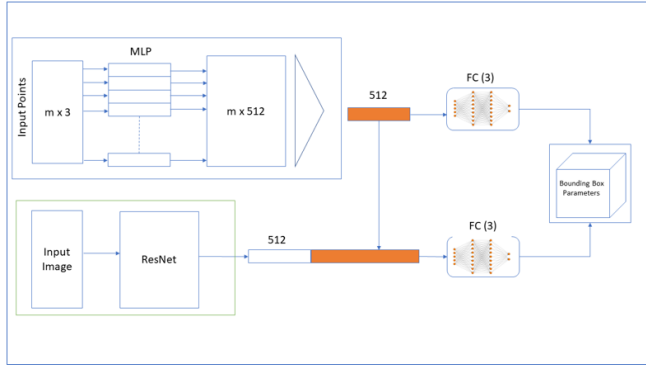 MLP
Input Points
m x 3
m x 512
512
FC (3)
Bounding Box
Parameters
Input
Image
ResNet
512
FC (3)